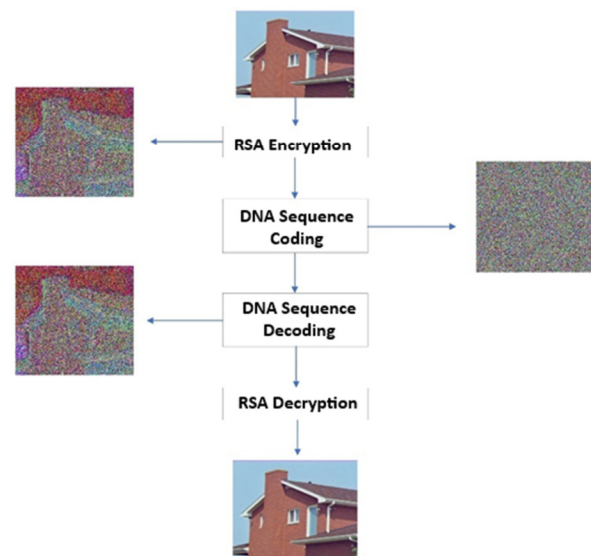 RSA Encryption
DNA Sequence
Coding
DNA Sequence
Decoding
RSA Decryption